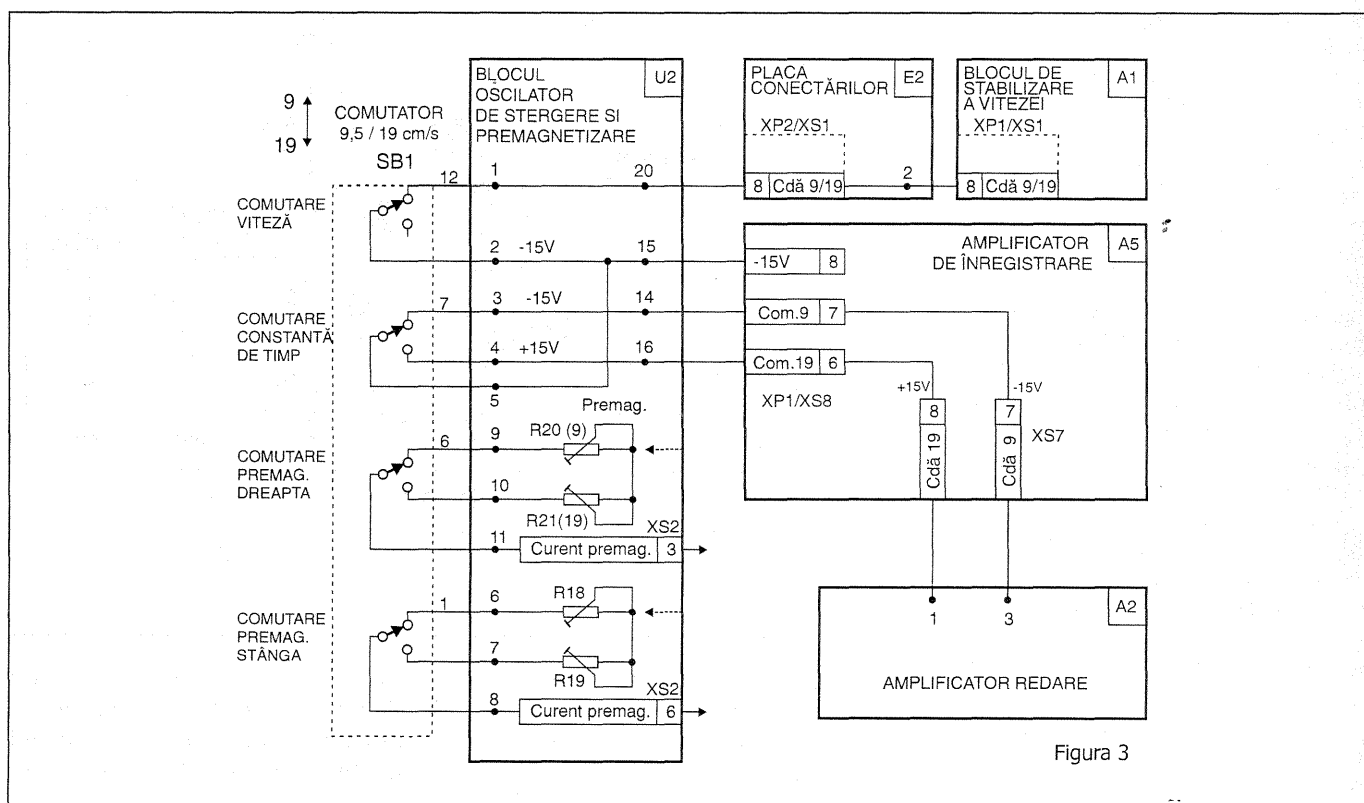 9
19
COMUTATOR
9,5 / 19 cm/s
SB1
COMUTARE
VITEZĂ
COMUTARE
CONSTANTĂ
DE TIMP
COMUTARE
PREMAG.
DREAPTA
COMUTARE
PREMAG.
STÂNGA
12
7
6
1
BLOCUL
OSCILATOR
DE STERGERE SI
PREMAGNETIZARE
U2
1
20
2
-15V
15
3
-15V
14
4
+15V
16
5
Premag.
9
R20 (9)
10
R21(19)
XS2
11
Curent premag.
3
6
R18
7
R19
XS2
8
Curent premag.
6
PLACA
CONECTĂRILOR
E2
XP2/XS1
8
Cdă 9/19
2
BLOCUL DE
STABILIZARE
A VITEZEI
A1
XP1/XS1
8
Cdă 9/19
AMPLIFICATOR
DE ÎNREGISTRARE
A5
-15V
8
Com.9
7
Com.19
6
XP1/XS8
+15V
8
Cdă 19
-15V
7
Cdă 9
XS7
1
3
A2
AMPLIFICATOR REDARE
Figura 3